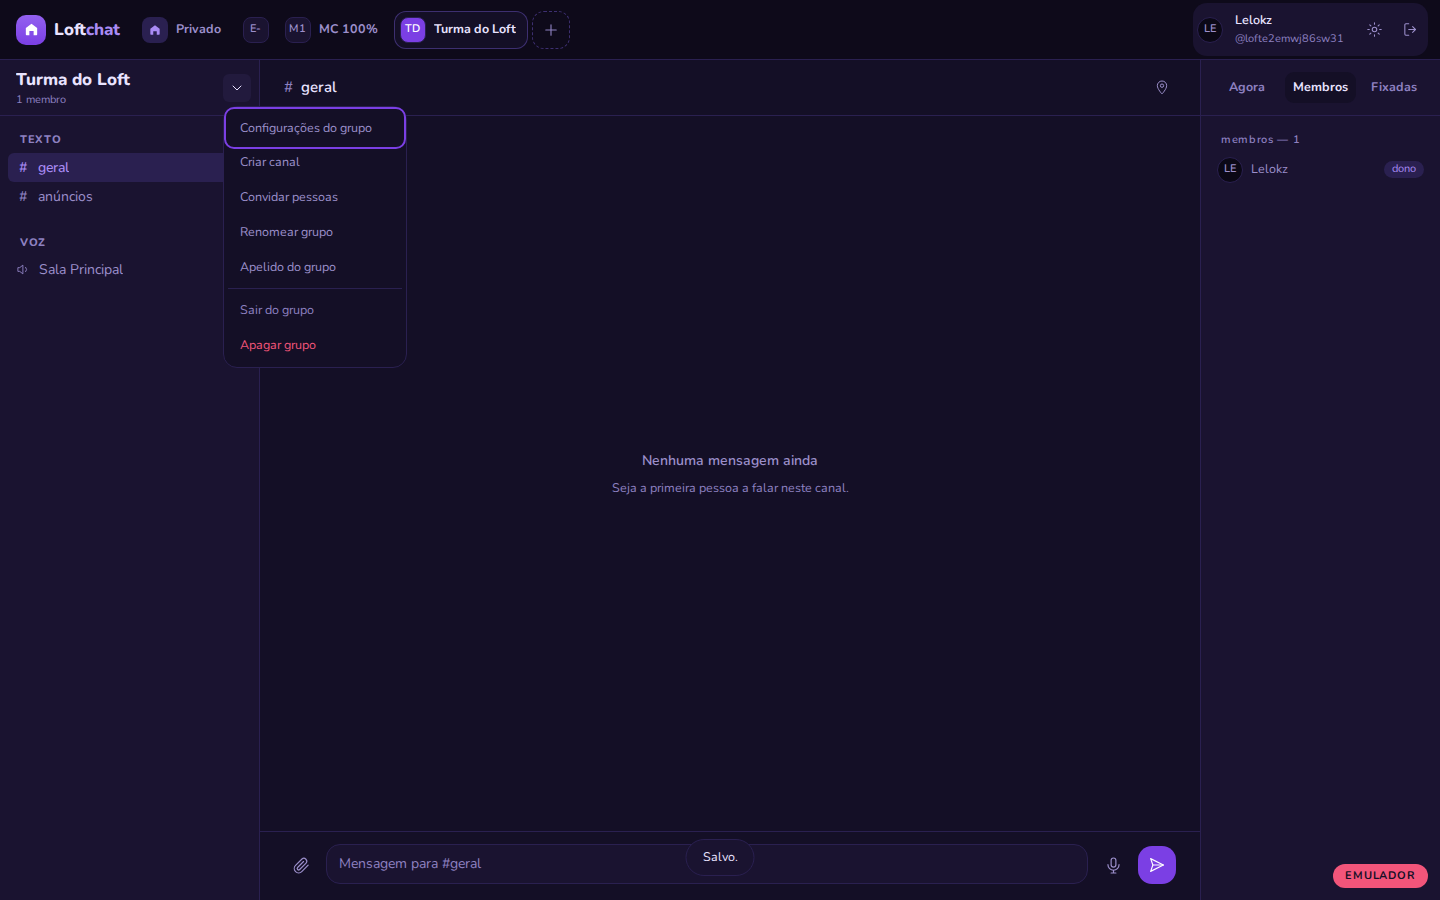 Loftchat
Privado
E-
M1 MC 100%
TD Turma do Loft
LE
Lelokz
@lofte2emwj86sw31
Turma do Loft
1 membro
TEXTO
# geral
# anúncios
VOZ
Sala Principal
Configurações do grupo
Criar canal
Convidar pessoas
Renomear grupo
Apelido do grupo
Sair do grupo
Apagar grupo
# geral
Nenhuma mensagem ainda
Seja a primeira pessoa a falar neste canal.
Mensagem para #geral
Salvo.
Agora Membros Fixadas
membros — 1
LE Lelokz dono
EMULADOR